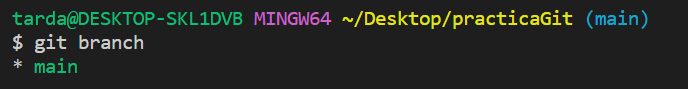 tarda@DESKTOP-SKL1DVB MINGW64 ~/Desktop/practicaGit (main)
$ git branch
* main